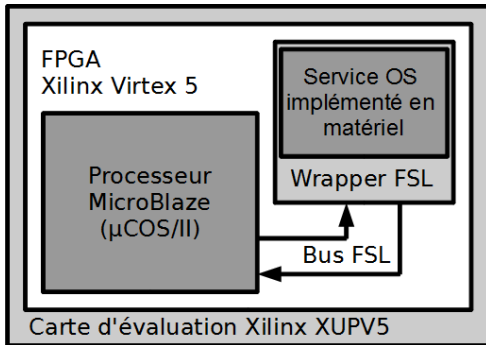 FPGA
Xilinx Virtex 5
Service OS
implémenté en
matériel
Wrapper FSL
Processeur
MicroBlaze
(µCOS/II)
Bus FSL
Carte d'évaluation Xilinx XUPV5